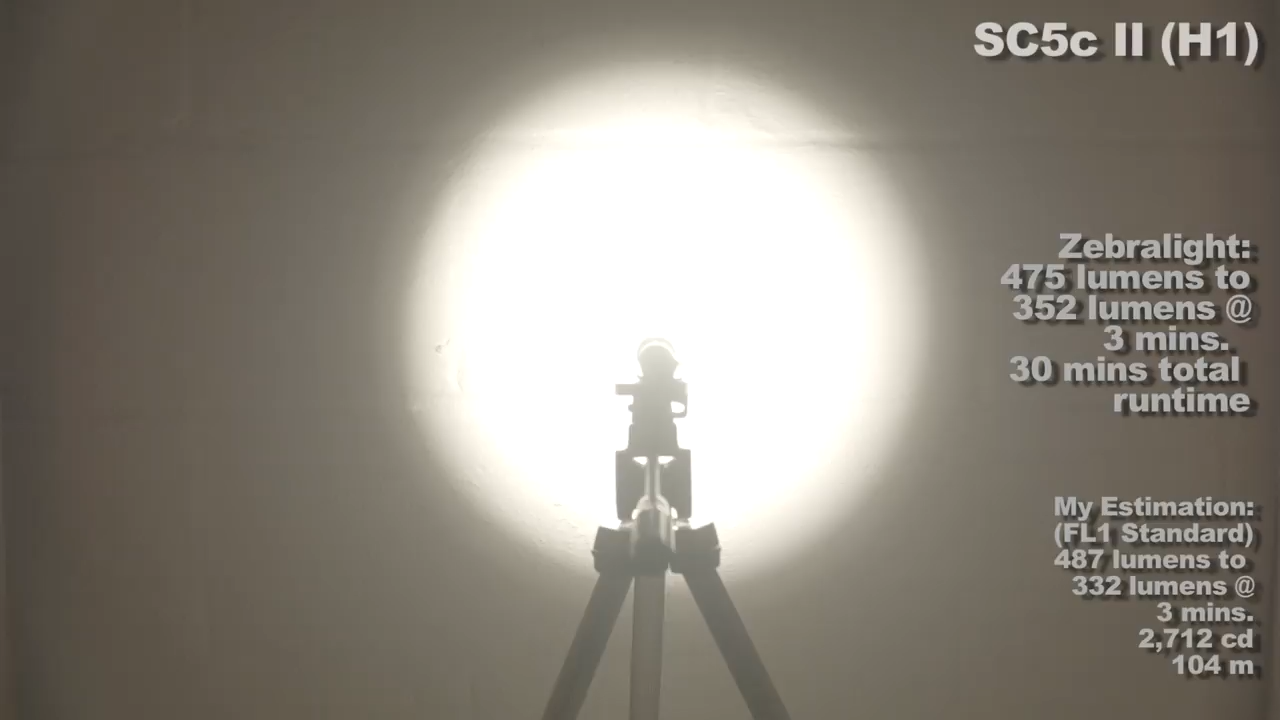 SC5c II (H1)
Zebralight:
475 lumens to
352 lumens @
3 mins.
30 mins total
runtime
My Estimation:
(FL1 Standard)
487 lumens to
332 lumens @
3 mins.
2,712 cd
104 m